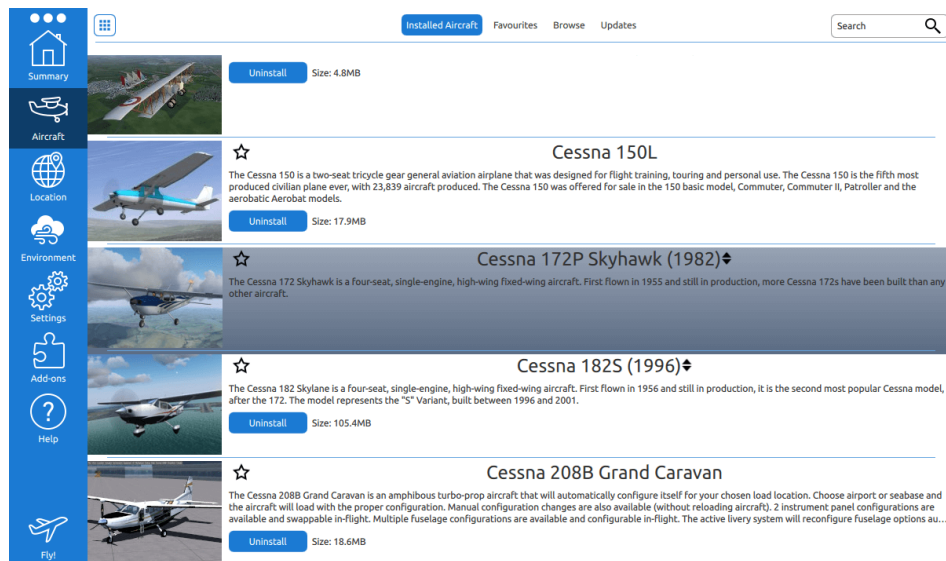 Summary
Aircraft
Location
Environment
Settings
Add-ons
Help
Fly!
Installed Aircraft Favourites Browse Updates Search
Uninstall Size: 4.8MB
Cessna 150L
The Cessna 150 is a two-seat tricycle gear general aviation airplane that was designed for flight training, touring and personal use. The Cessna 150 is the fifth most
produced civilian plane ever, with 23,839 aircraft produced. The Cessna 150 was offered for sale in the 150 basic model, Commuter, Commuter II, Patroller and the
aerobatic Aerobat models.
Uninstall Size: 17.9MB
Cessna 172P Skyhawk (1982)
The Cessna 172 Skyhawk is a four-seat, single-engine, high-wing fixed-wing aircraft. First flown in 1955 and still in production, more Cessna 172s have been built than any
other aircraft.
Cessna 182S (1996)
The Cessna 182 Skylane is a four-seat, single-engine, high-wing fixed-wing aircraft. First flown in 1956 and still in production, it is the second most popular Cessna model,
after the 172. The model represents the "S" Variant, built between 1996 and 2001.
Uninstall Size: 105.4MB
Cessna 208B Grand Caravan
The Cessna 208B Grand Caravan is an amphibous turbo-prop aircraft that will automatically configure itself for your chosen load location. Choose airport or seabase and
the aircraft will load with the proper configuration. Manual configuration changes are also available (without reloading aircraft). 2 instrument panel configurations are
available and swappable in-flight. Multiple fuselage configurations are available and configurable in-flight. The active livery system will reconfigure fuselage options au...
Uninstall Size: 18.6MB